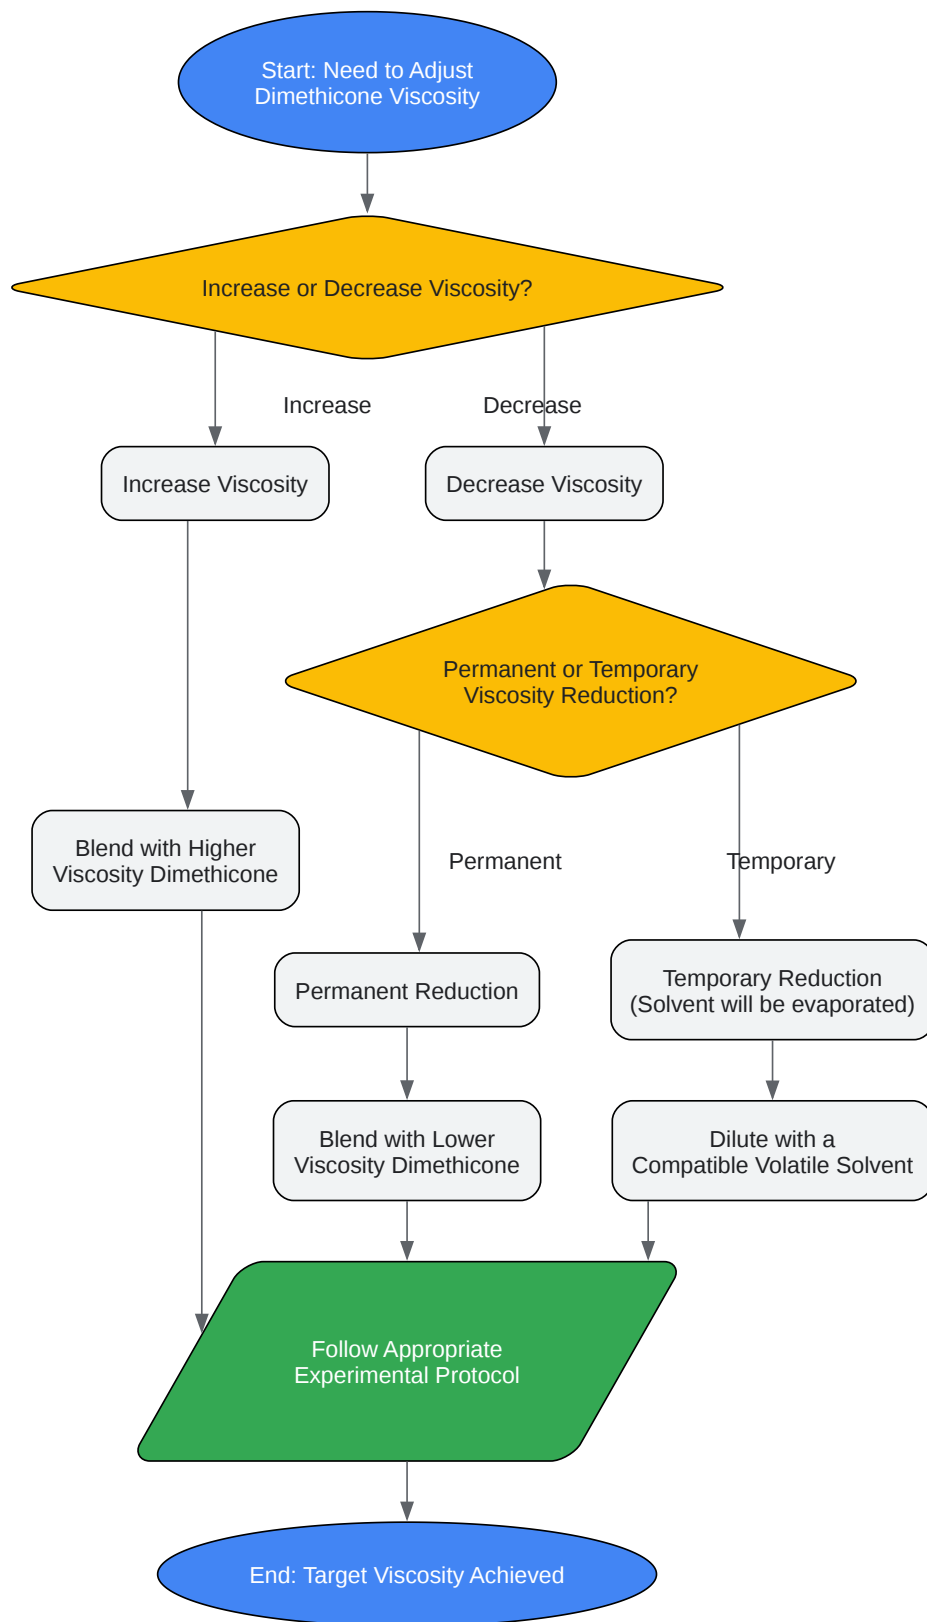 Start: Need to Adjust
Dimethicone Viscosity
Increase or Decrease Viscosity?
Increase
Decrease
Increase Viscosity
Decrease Viscosity
Permanent or Temporary
Viscosity Reduction?
Blend with Higher
Viscosity Dimethicone
Permanent
Temporary
Permanent Reduction
Temporary Reduction
(Solvent will be evaporated)
Blend with Lower
Viscosity Dimethicone
Dilute with a
Compatible Volatile Solvent
Follow Appropriate
Experimental Protocol
End: Target Viscosity Achieved